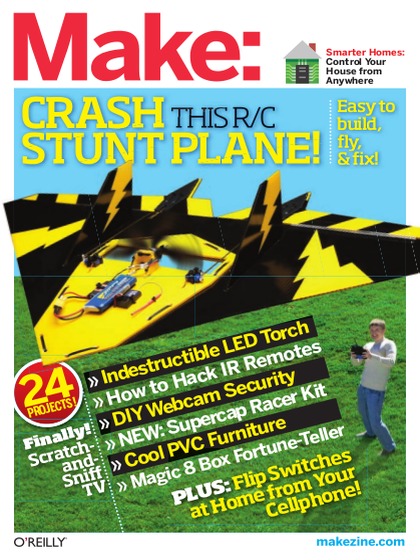 Make:
Smarter Homes:
Control Your
House from
Anywhere
CRASH THIS R/C
STUNT PLANE!
Easy to
build,
fly,
& fix!
24
PROJECTS!
Finally!
Scratch-
and-
Sniff
TV
» Indestructible LED Torch
» How to Hack IR Remotes
» DIY Webcam Security
» NEW: Supercap Racer Kit
» Cool PVC Furniture
» Magic 8 Box Fortune-Teller
PLUS: Flip Switches
at Home from Your
Cellphone!
O'REILLY
makezine.com